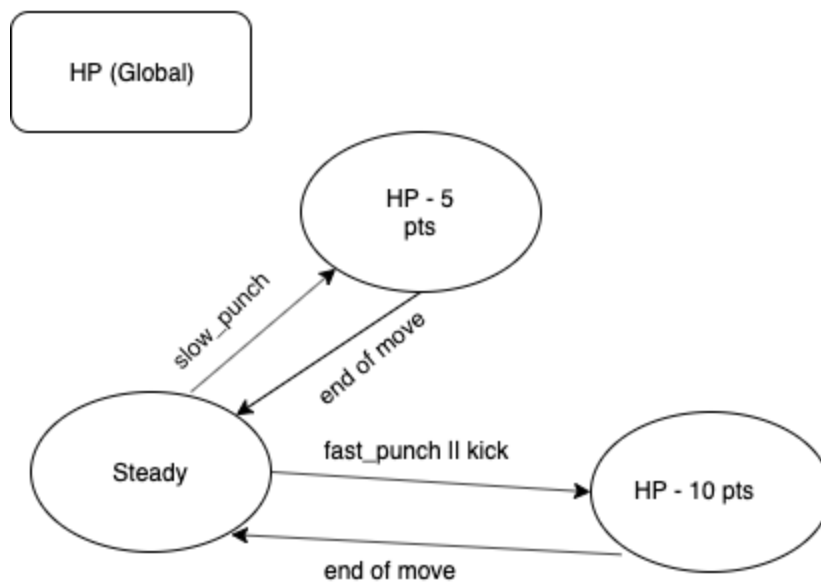 HP (Global)
HP - 5
pts
slow_punch
end of move
fast_punch II kick
Steady
HP - 10 pts
end of move